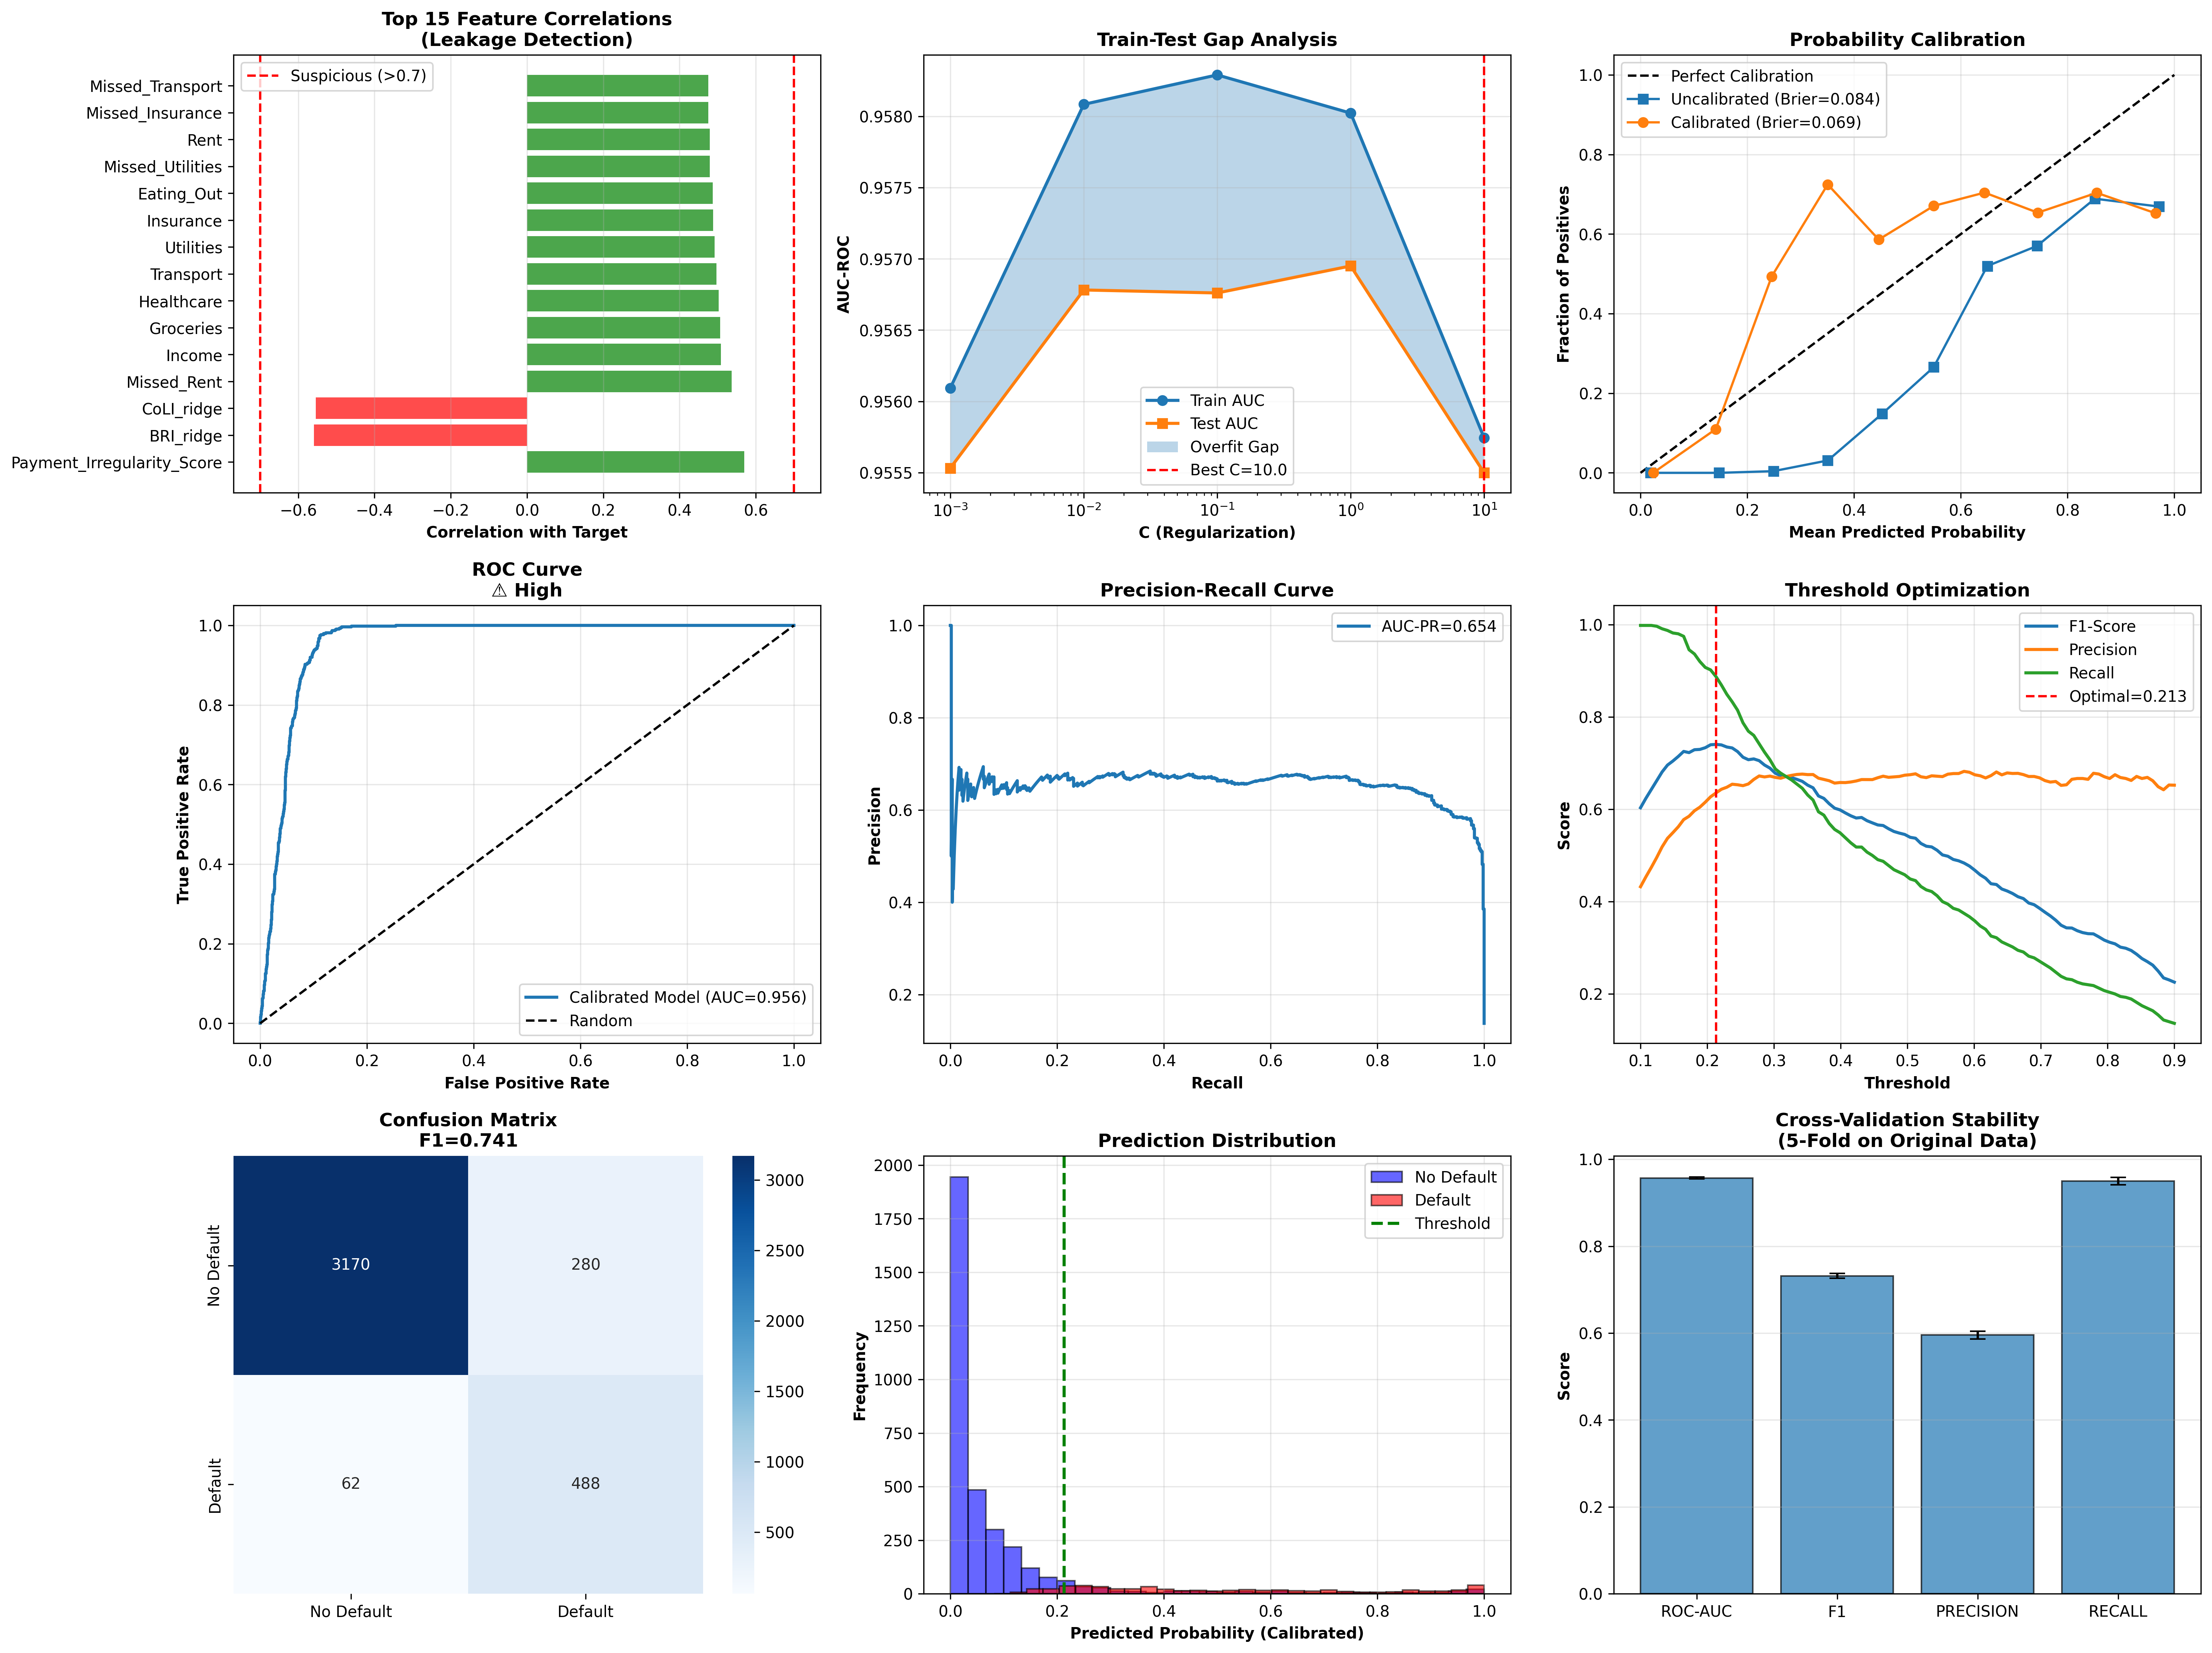 Top 15 Feature Correlations
(Leakage Detection)
Suspicious (>0.7)
Missed_Transport
Missed_Insurance
Rent
Missed_Utilities
Eating_Out
Insurance
Utilities
Transport
Healthcare
Groceries
Income
Missed_Rent
CoLI_ridge
BRI_ridge
Payment_Irregularity_Score
−0.6 −0.4 −0.2 0.0 0.2 0.4 0.6
Correlation with Target
Train-Test Gap Analysis
AUC-ROC
0.9580
0.9575
0.9570
0.9565
0.9560
0.9555
Train AUC
Test AUC
Overfit Gap
Best C=10.0
10⁻³ 10⁻² 10⁻¹ 10⁰ 10¹
C (Regularization)
Probability Calibration
Fraction of Positives
Perfect Calibration
Uncalibrated (Brier=0.084)
Calibrated (Brier=0.069)
1.0
0.8
0.6
0.4
0.2
0.0
0.0 0.2 0.4 0.6 0.8 1.0
Mean Predicted Probability
ROC Curve
⚠ High
True Positive Rate
1.0
0.8
0.6
0.4
0.2
0.0
Calibrated Model (AUC=0.956)
Random
0.0 0.2 0.4 0.6 0.8 1.0
False Positive Rate
Precision-Recall Curve
Precision
AUC-PR=0.654
1.0
0.8
0.6
0.4
0.2
0.0 0.2 0.4 0.6 0.8 1.0
Recall
Threshold Optimization
Score
F1-Score
Precision
Recall
Optimal=0.213
1.0
0.8
0.6
0.4
0.2
0.1 0.2 0.3 0.4 0.5 0.6 0.7 0.8 0.9
Threshold
Confusion Matrix
F1=0.741
No Default
Default
3170 280
62 488
No Default Default
3000
2500
2000
1500
1000
500
Prediction Distribution
Frequency
No Default
Default
Threshold
2000
1750
1500
1250
1000
750
500
250
0
0.0 0.2 0.4 0.6 0.8 1.0
Predicted Probability (Calibrated)
Cross-Validation Stability
(5-Fold on Original Data)
Score
1.0
0.8
0.6
0.4
0.2
0.0
ROC-AUC F1 PRECISION RECALL